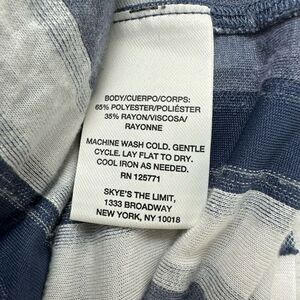 BODY/CUERPO/CORPS:
65% POLYESTER/POLIÉSTER
35% RAYON/VISCOSA/
RAYONNE
MACHINE WASH COLD. GENTLE
CYCLE. LAY FLAT TO DRY.
COOL IRON AS NEEDED.
RN 125771
SKYE'S THE LIMIT,
1333 BROADWAY
NEW YORK, NY 10018